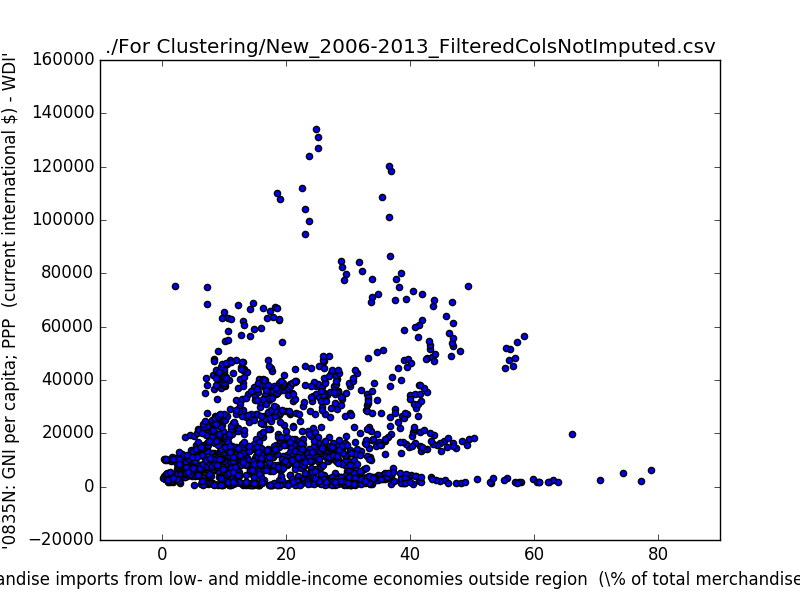 ./For Clustering/New_2006-2013_FilteredColsNotImputed.csv
'0835N: GNI per capita; PPP  (current international $) - WDI'
160000
140000
120000
100000
80000
60000
40000
20000
0
−20000
0 20 40 60 80
andise imports from low- and middle-income economies outside region  (\% of total merchandise